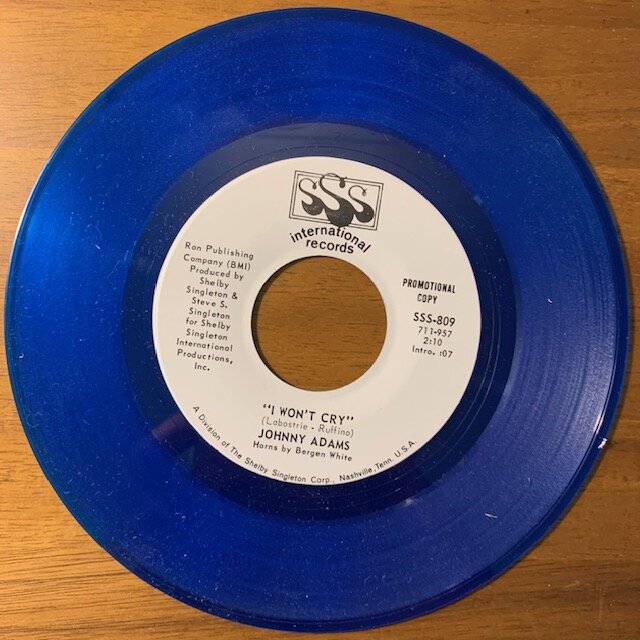 SSS
international
records
Ron Publishing
Company (BMI)
Produced by
Shelby
Singleton &
Steve S.
Singleton
for Shelby
Singleton
International
Productions,
Inc.
PROMOTIONAL
COPY
SSS-809
711-957
2:10
Intro. :07
"I WON'T CRY"
(Labostrie - Ruffino)
JOHNNY ADAMS
Horns by Bergen White
A Division of The Shelby Singleton Corp., Nashville, Tenn. U.S.A.